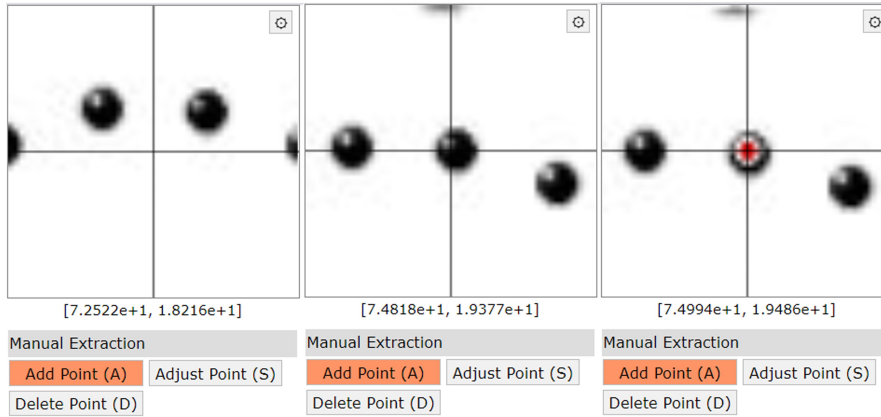 [7.2522e+1, 1.8216e+1]
Manual Extraction
Add Point (A) Adjust Point (S)
Delete Point (D)
[7.4818e+1, 1.9377e+1]
Manual Extraction
Add Point (A) Adjust Point (S)
Delete Point (D)
[7.4994e+1, 1.9486e+1]
Manual Extraction
Add Point (A) Adjust Point (S)
Delete Point (D)